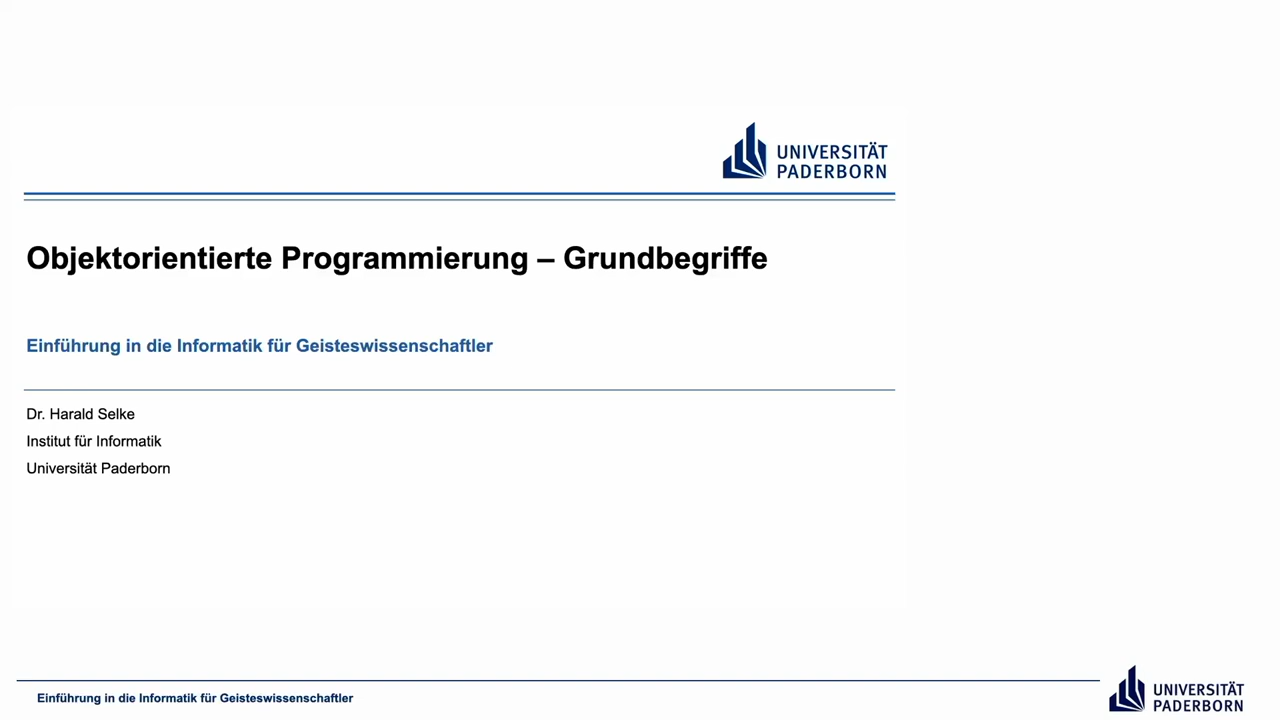 UNIVERSITÄT
PADERBORN
Objektorientierte Programmierung – Grundbegriffe
Einführung in die Informatik für Geisteswissenschaftler
Dr. Harald Selke
Institut für Informatik
Universität Paderborn
Einführung in die Informatik für Geisteswissenschaftler
UNIVERSITÄT
PADERBORN